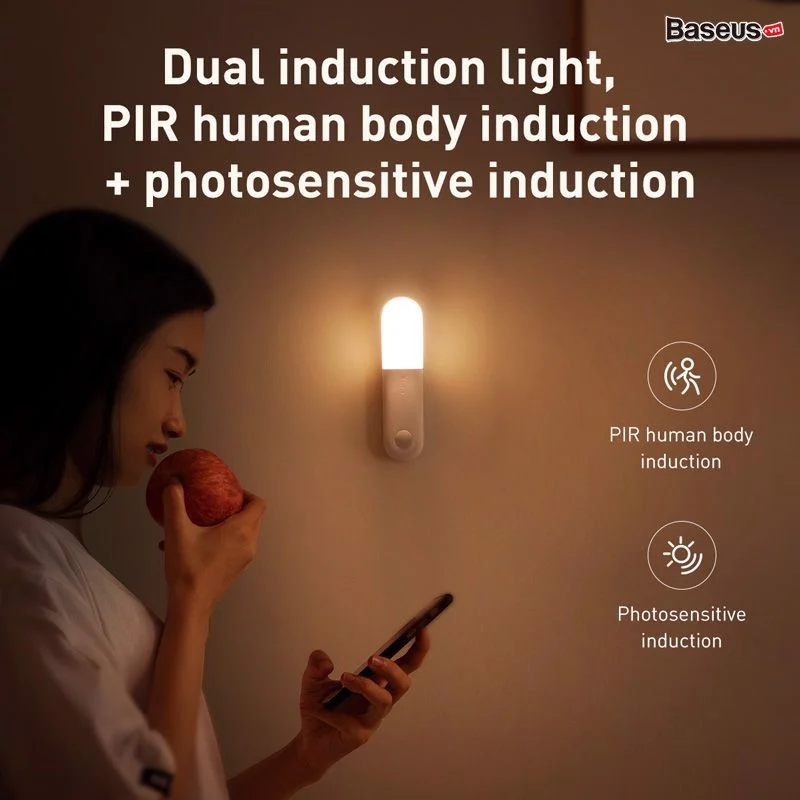 Baseus.vn
Dual induction light,
PIR human body induction
+ photosensitive induction
PIR human body
induction
Photosensitive
induction